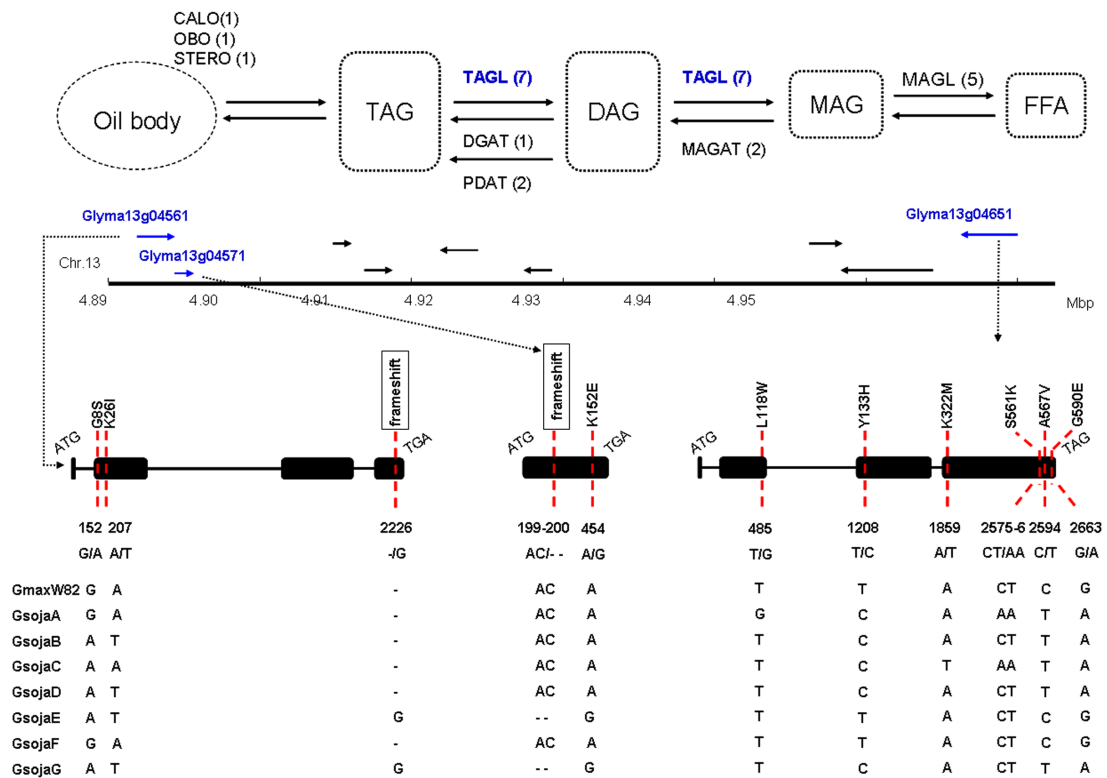 CALO(1)
OBO (1)
STERO (1)
Oil body
TAG
TAGL (7)
DGAT (1)
PDAT (2)
DAG
TAGL (7)
MAGAT (2)
MAG
MAGL (5)
FFA
Glyma13g04561
Glyma13g04571
Glyma13g04651
Chr.13
4.89 4.90 4.91 4.92 4.93 4.94 4.95 Mbp
ATG G8S K26I frameshift TGA
ATG frameshift K152E TGA
ATG L118W Y133H K322M S561K A567V G590E TAG
152 207 2226 199-200 454 485 1208 1859 2575-6 2594 2663
G/A A/T -/G AC/-- A/G T/G T/C A/T CT/AA C/T G/A
GmaxW82 G A - AC A T T A CT C G
GsojaA G A - AC A G C A AA T A
GsojaB A T - AC A T C A CT T A
GsojaC A A - AC A T C T AA T A
GsojaD A T - AC A T C A CT T A
GsojaE A T G -- G T T A CT C G
GsojaF G A - AC A T T A CT C G
GsojaG A T G -- G T C A CT T A